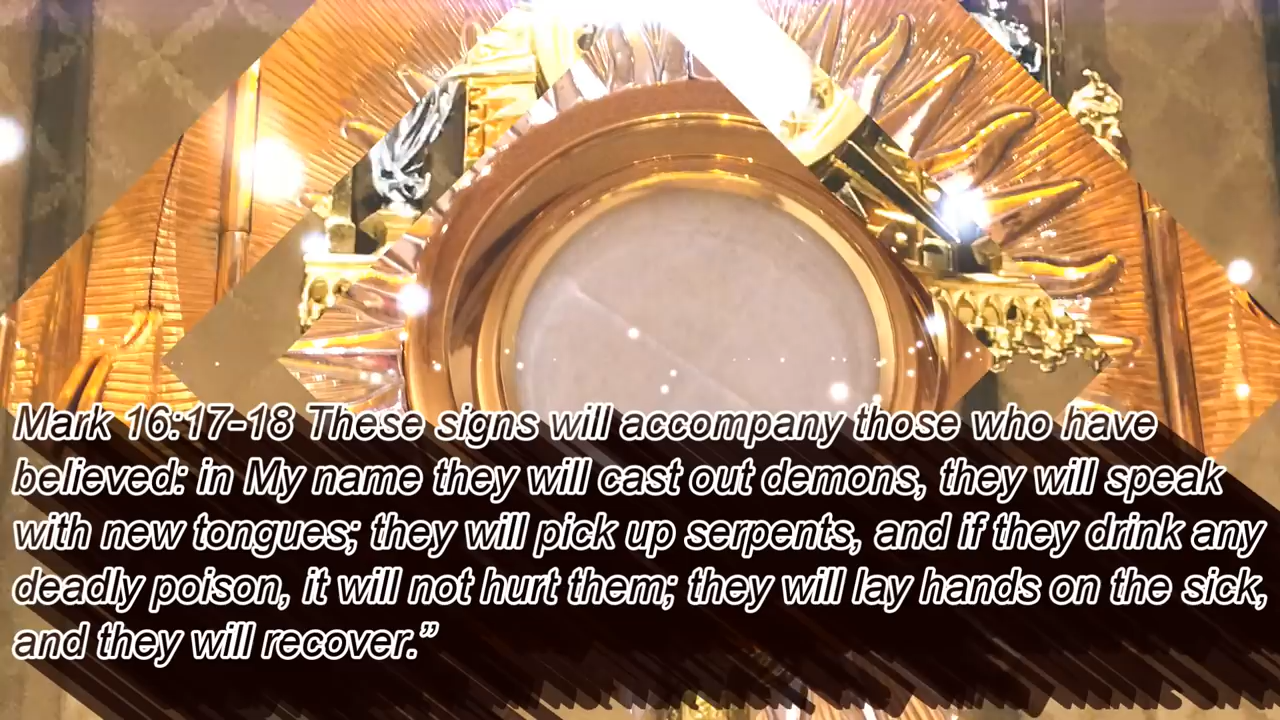 Mark 16:17-18 These signs will accompany those who have
believed: in My name they will cast out demons, they will speak
with new tongues; they will pick up serpents, and if they drink any
deadly poison, it will not hurt them; they will lay hands on the sick,
and they will recover.”